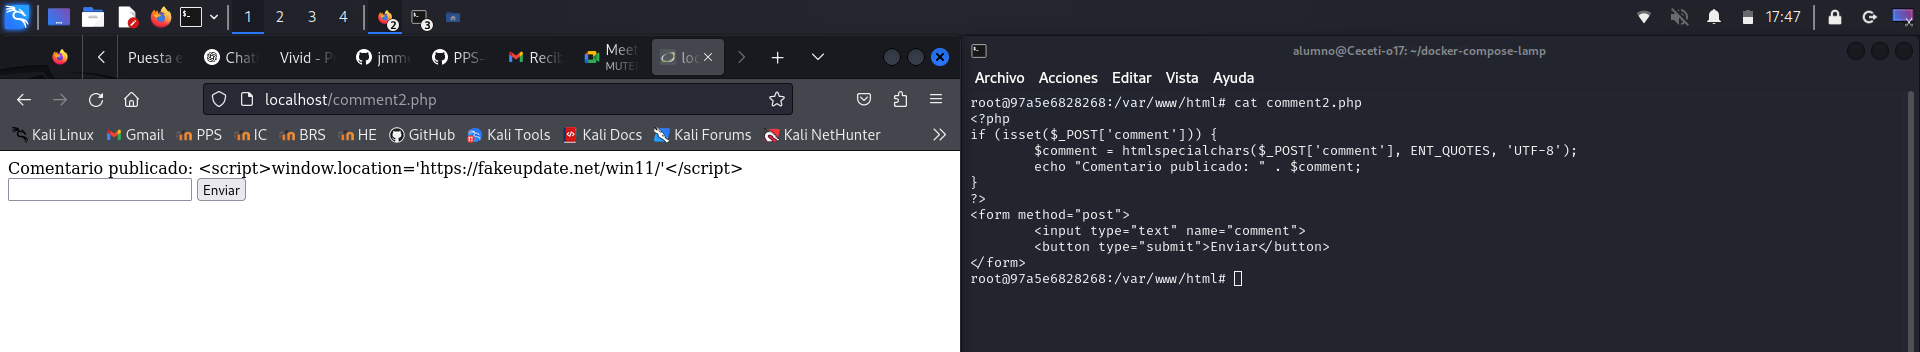 1 2 3 4 2 3 17:47
Puesta e Chat Vivid - P jmm PPS- Recib Meet loc
MUTE
localhost/comment2.php
Kali Linux Gmail PPS IC BRS HE GitHub Kali Tools Kali Docs Kali Forums Kali NetHunter
Comentario publicado: <script>window.location='https://fakeupdate.net/win11/'</script>
Enviar
alumno@Ceceti-o17: ~/docker-compose-lamp
Archivo Acciones Editar Vista Ayuda
root@97a5e6828268:/var/www/html# cat comment2.php
<?php
if (isset($_POST['comment'])) {
$comment = htmlspecialchars($_POST['comment'], ENT_QUOTES, 'UTF-8');
echo "Comentario publicado: " . $comment;
}
?>
<form method="post">
<input type="text" name="comment">
<button type="submit">Enviar</button>
</form>
root@97a5e6828268:/var/www/html#